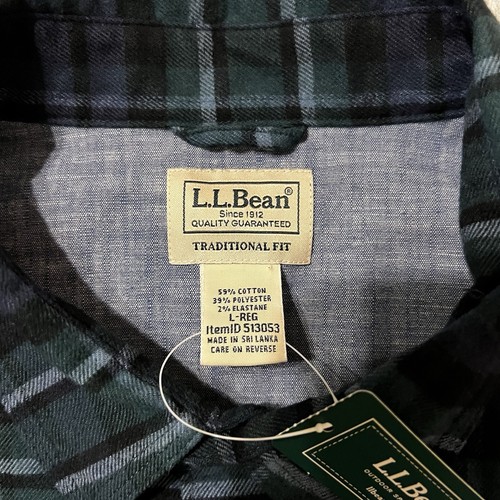 L.L.Bean®
Since 1912
QUALITY GUARANTEED
TRADITIONAL FIT
59% COTTON
39% POLYESTER
2% ELASTANE
L-REG
ItemID 513053
MADE IN SRI LANKA
CARE ON REVERSE
L.L.B
OUTDOOR